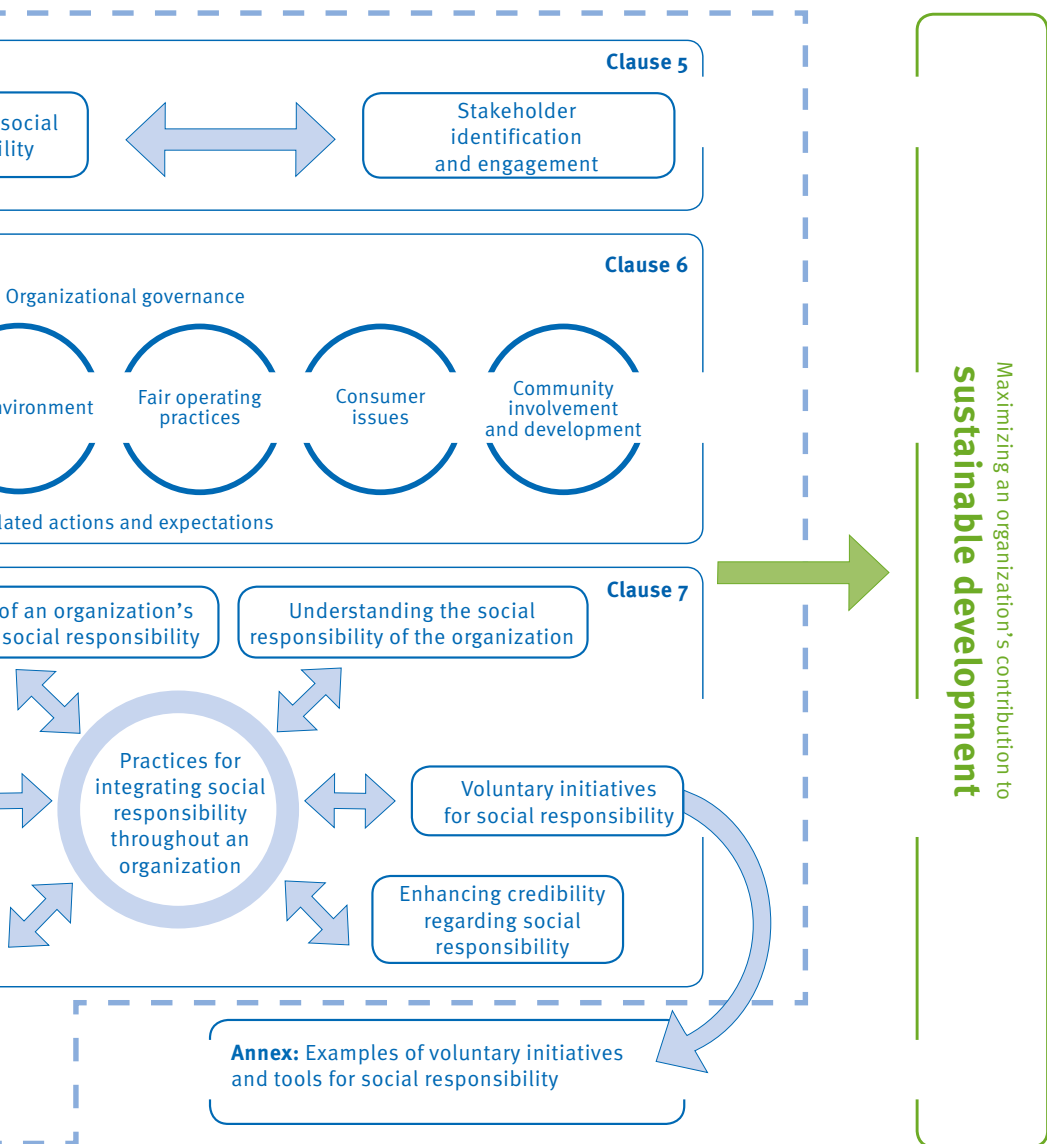 Clause 5
social
ility
Stakeholder
identification
and engagement
Clause 6
Organizational governance
vironment
Fair operating
practices
Consumer
issues
Community
involvement
and development
lated actions and expectations
Clause 7
of an organization’s
social responsibility
Understanding the social
responsibility of the organization
Practices for
integrating social
responsibility
throughout an
organization
Voluntary initiatives
for social responsibility
Enhancing credibility
regarding social
responsibility
Annex: Examples of voluntary initiatives
and tools for social responsibility
Maximizing an organization’s contribution to
sustainable development